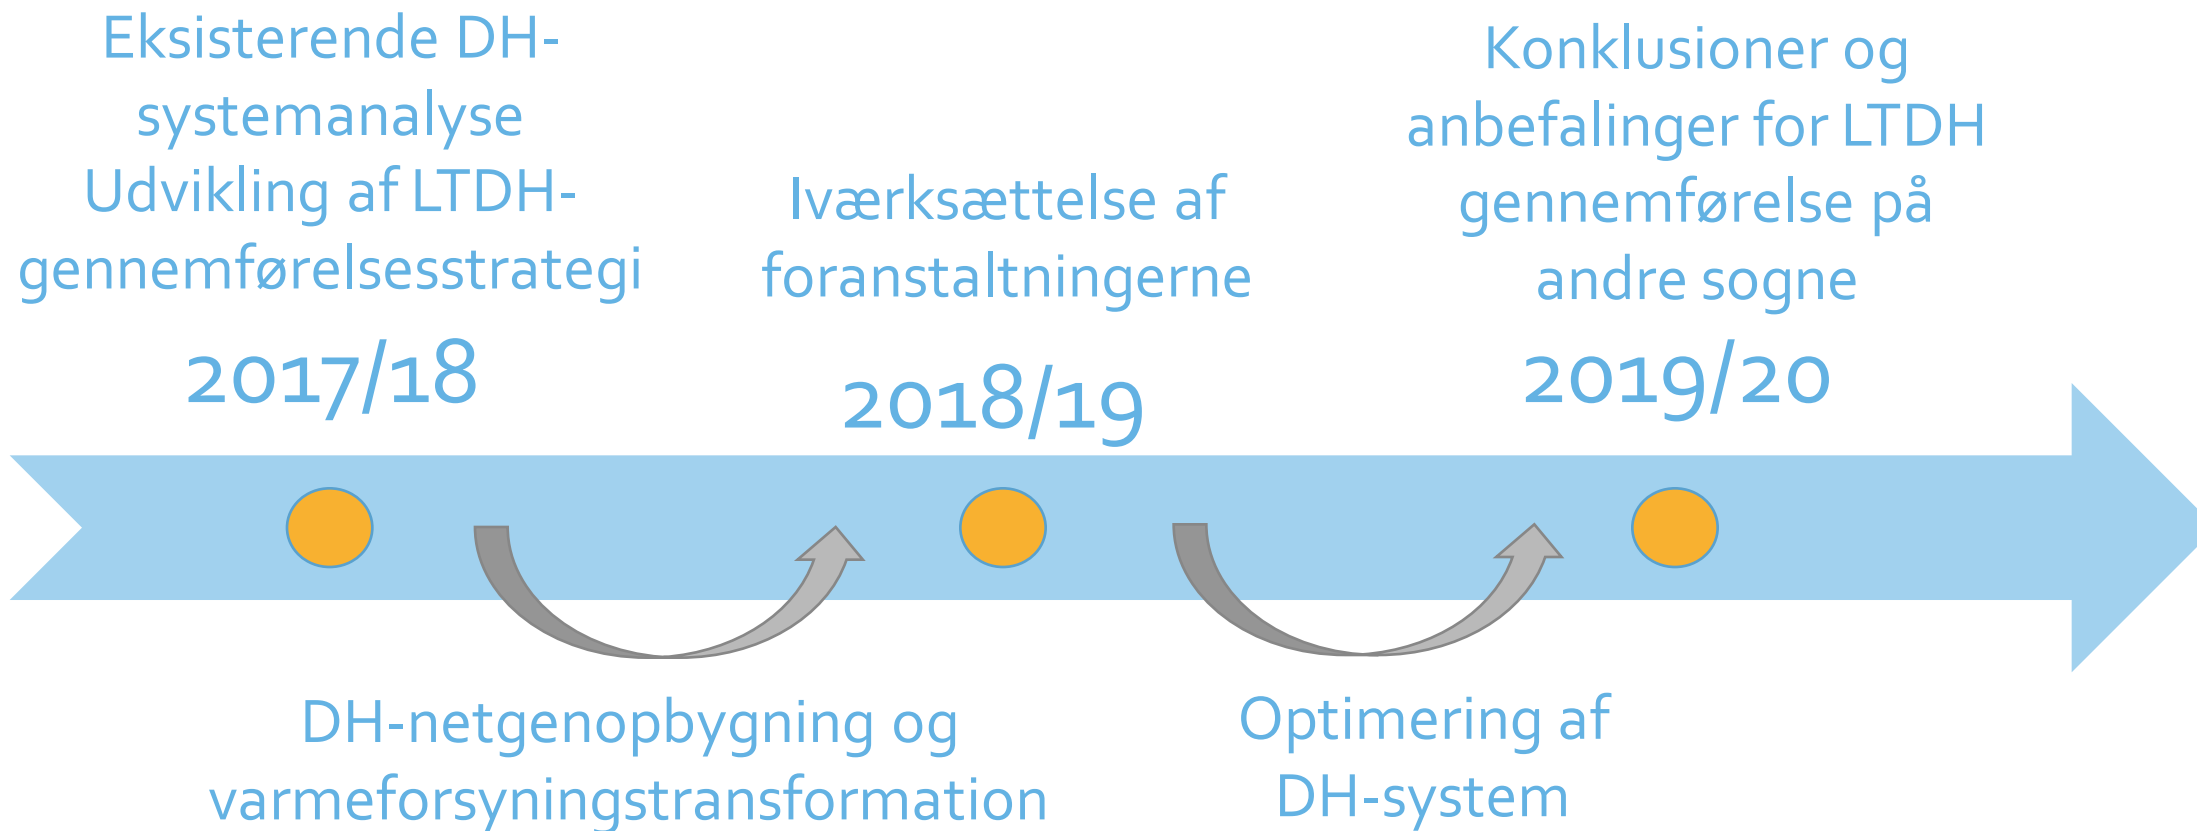 Eksisterende DH-
systemanalyse
Udvikling af LTDH-
gennemførelsesstrategi
2017/18
Iværksættelse af
foranstaltningerne
2018/19
Konklusioner og
anbefalinger for LTDH
gennemførelse på
andre sogne
2019/20
DH-netgenopbygning og
varmeforsyningstransformation
Optimering af
DH-system